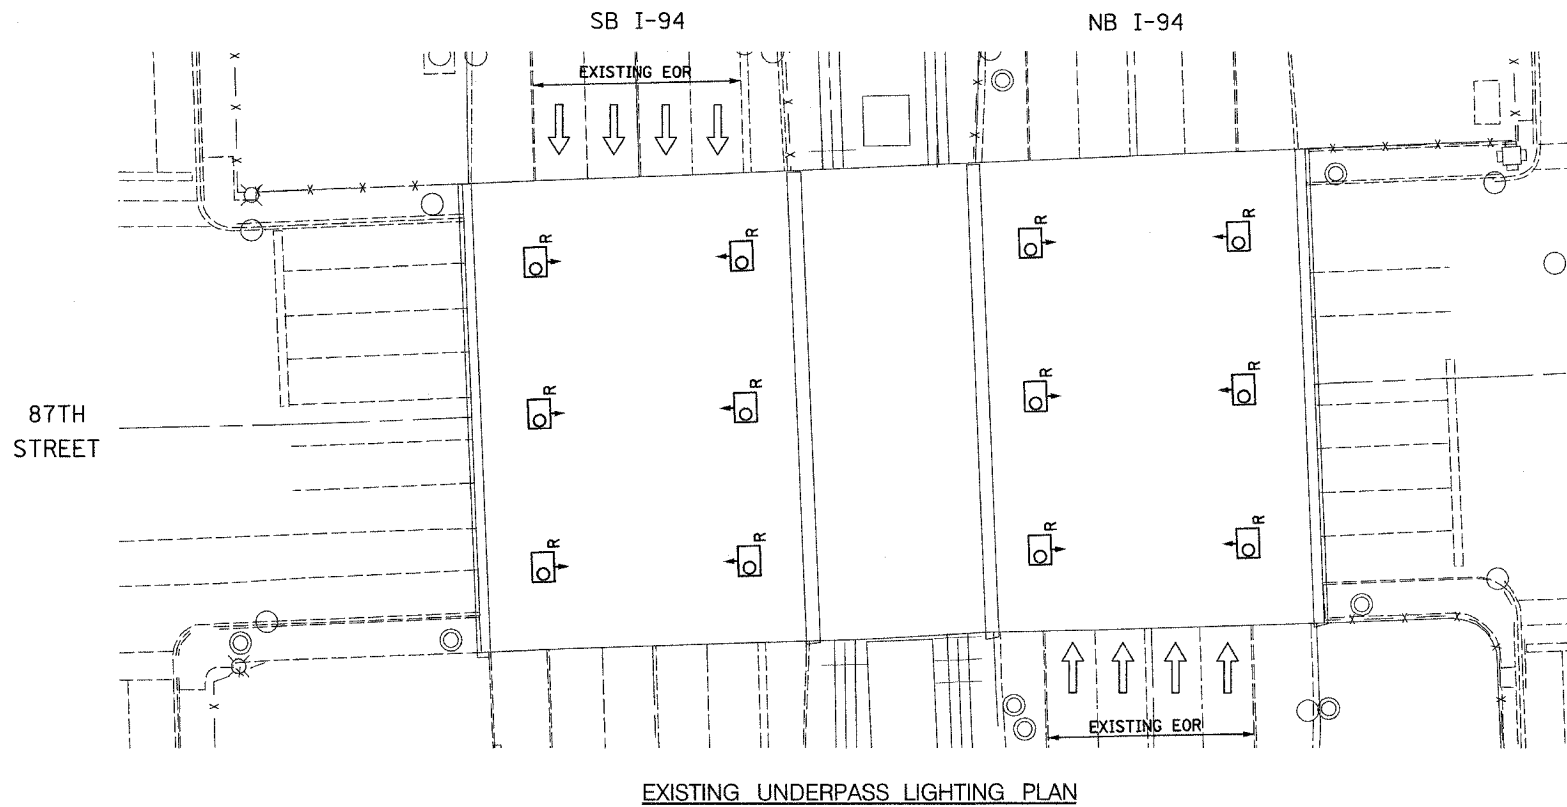 SB I-94
NB I-94
EXISTING EOR
R
R
R
R
R
R
R
R
87TH
STREET
R
R
R
R
EXISTING EOR
EXISTING UNDERPASS LIGHTING PLAN